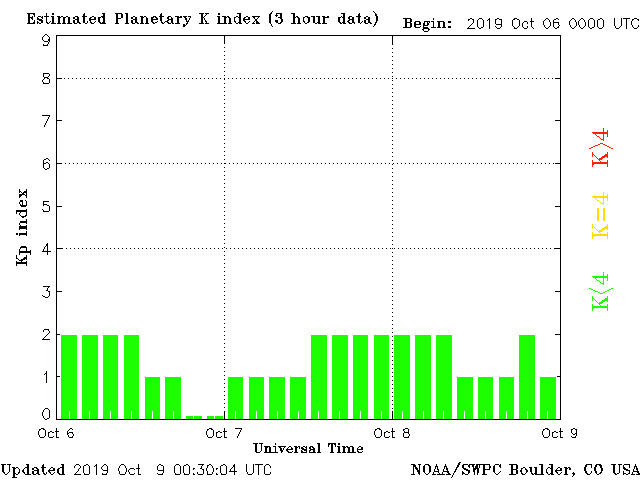 Estimated Planetary K index (3 hour data) Begin: 2019 Oct 06 0000 UTC
9
8
7
6
5
4
3
2
1
0
Kp index
K>4
K=4
K<4
Oct 6 Oct 7 Oct 8 Oct 9
Universal Time
Updated 2019 Oct 9 00:30:04 UTC NOAA/SWPC Boulder, CO USA